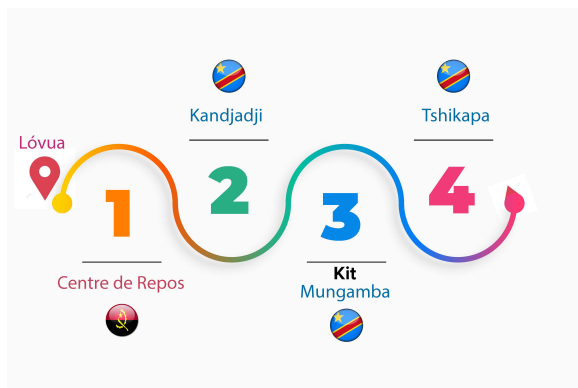 Lóvua
1
Centre de Repos
Kandjadji
2
3
Kit
Mungamba
Tshikapa
4